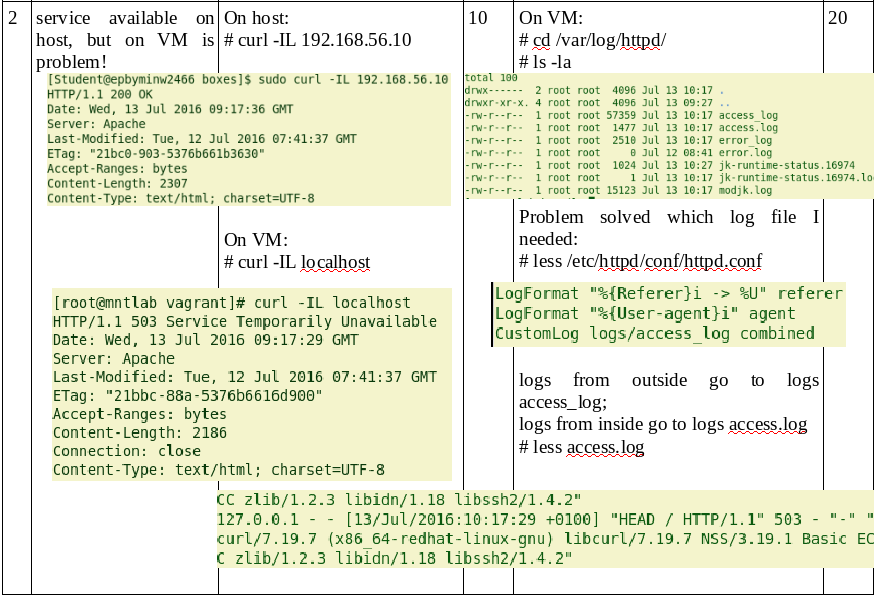 2
service available on
host, but on VM is
problem!
On host:
# curl -IL 192.168.56.10
[Student@epbyminw2466 boxes]$ sudo curl -IL 192.168.56.10
HTTP/1.1 200 OK
Date: Wed, 13 Jul 2016 09:17:36 GMT
Server: Apache
Last-Modified: Tue, 12 Jul 2016 07:41:37 GMT
ETag: "21bc0-903-5376b661b3630"
Accept-Ranges: bytes
Content-Length: 2307
Content-Type: text/html; charset=UTF-8
On VM:
# curl -IL localhost
[root@mntlab vagrant]# curl -IL localhost
HTTP/1.1 503 Service Temporarily Unavailable
Date: Wed, 13 Jul 2016 09:17:29 GMT
Server: Apache
Last-Modified: Tue, 12 Jul 2016 07:41:37 GMT
ETag: "21bbc-88a-5376b6616d900"
Accept-Ranges: bytes
Content-Length: 2186
Connection: close
Content-Type: text/html; charset=UTF-8
10
On VM:
# cd /var/log/httpd/
# ls -la
total 100
drwx------ 2 root root 4096 Jul 13 10:17 .
drwxr-xr-x. 4 root root 4096 Jul 13 09:27 ..
-rw-r--r-- 1 root root 57359 Jul 13 10:17 access_log
-rw-r--r-- 1 root root 1477 Jul 13 10:17 access.log
-rw-r--r-- 1 root root 2510 Jul 13 10:17 error_log
-rw-r--r-- 1 root root 0 Jul 12 08:41 error.log
-rw-r--r-- 1 root root 1024 Jul 13 10:27 jk-runtime-status.16974
-rw-r--r-- 1 root root 1 Jul 13 10:17 jk-runtime-status.16974.lo
-rw-r--r-- 1 root root 15123 Jul 13 10:17 modjk.log
Problem solved which log file I
needed:
# less /etc/httpd/conf/httpd.conf
LogFormat "%{Referer}i -> %U" referer
LogFormat "%{User-agent}i" agent
CustomLog logs/access_log combined
logs from outside go to logs
access_log;
logs from inside go to logs access.log
# less access.log
CC zlib/1.2.3 libidn/1.18 libssh2/1.4.2"
127.0.0.1 - - [13/Jul/2016:10:17:29 +0100] "HEAD / HTTP/1.1" 503 - "-" "
curl/7.19.7 (x86_64-redhat-linux-gnu) libcurl/7.19.7 NSS/3.19.1 Basic EC
C zlib/1.2.3 libidn/1.18 libssh2/1.4.2"
20